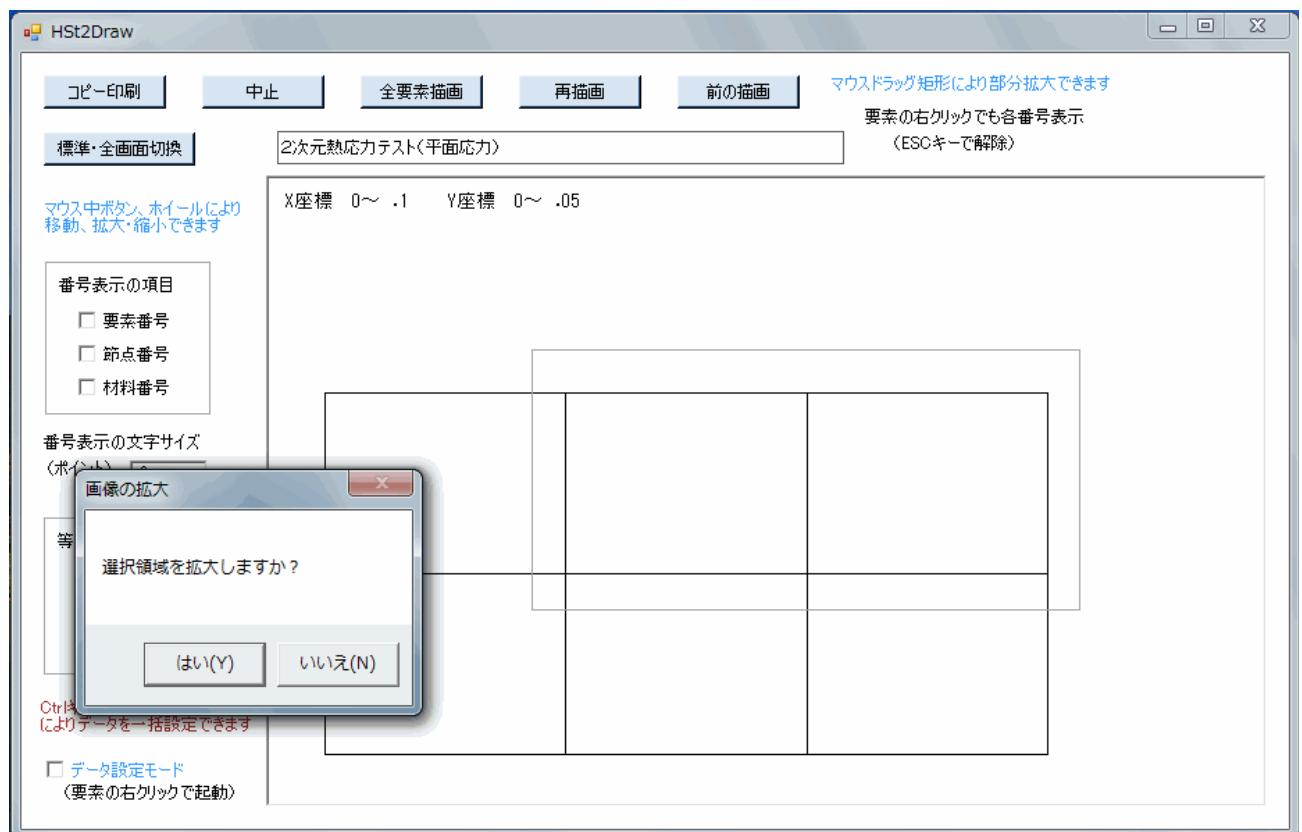 HSt2Draw
コピー印刷
中止
全要素描画
再描画
前の描画
マウスドラッグ矩形により部分拡大できます
要素の右クリックでも各番号表示
(ESCキーで解除)
標準・全画面切換
2次元熱応力テスト(平面応力)
マウス中ボタン、ホイールにより
移動、拡大・縮小できます
X座標 0～ .1 Y座標 0～ .05
番号表示の項目
要素番号
節点番号
材料番号
番号表示の文字サイズ
(ポイント)
画像の拡大
等
選択領域を拡大しますか？
はい(Y)
いいえ(N)
Ctrl
によりデータを一括設定できます
データ設定モード
(要素の右クリックで起動)